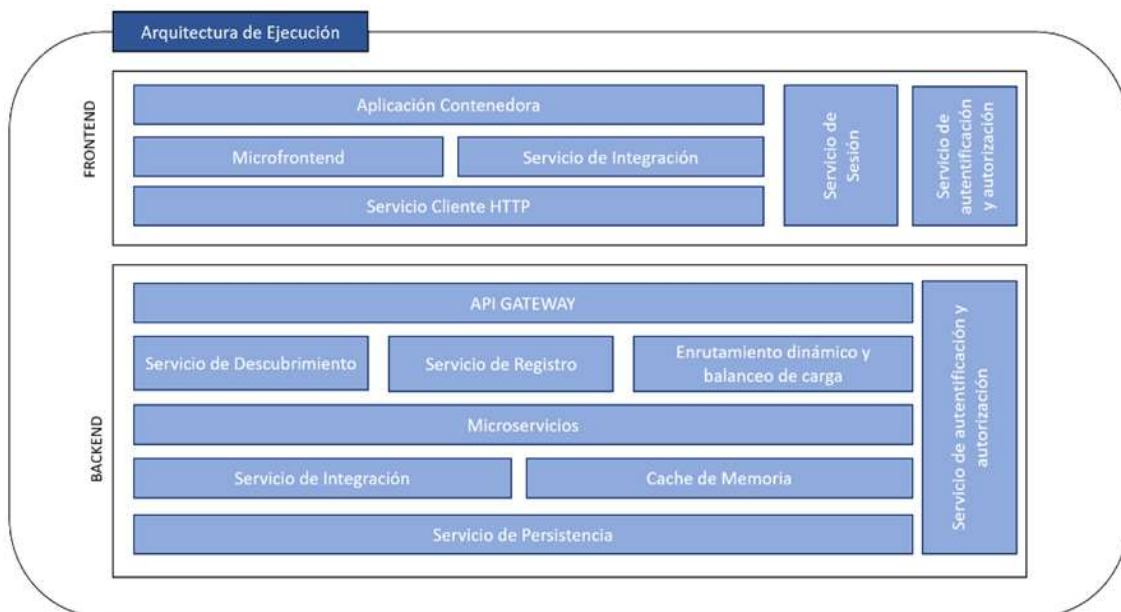 Arquitectura de Ejecución
FRONTEND
Aplicación Contenedora
Microfrontend
Servicio de Integración
Servicio Cliente HTTP
Servicio de
Sesión
Servicio de
autentificación
y autorización
BACKEND
API GATEWAY
Servicio de Descubrimiento
Servicio de Registro
Enrutamiento dinámico y
balanceo de carga
Microservicios
Servicio de Integración
Cache de Memoria
Servicio de Persistencia
Servicio de autentificación y
autorización